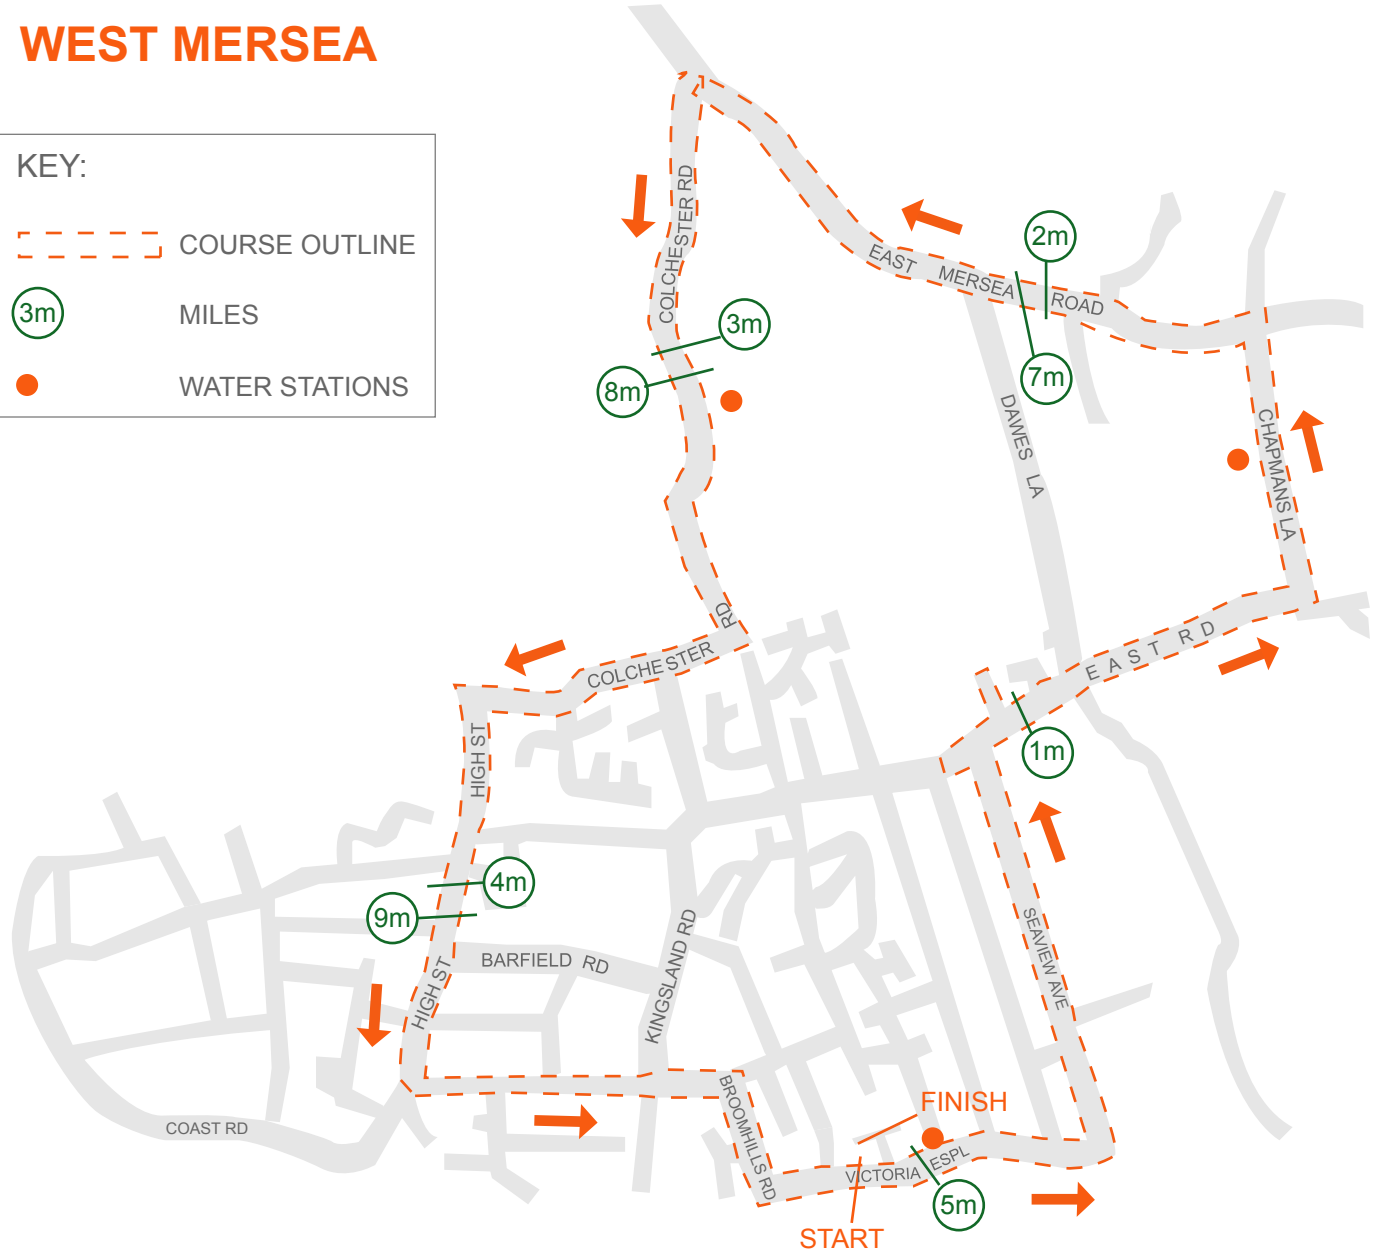 WEST MERSEA
KEY:
COURSE OUTLINE
3m MILES
WATER STATIONS
COLCHESTER RD
EAST MERSEA ROAD
2m
7m
3m
8m
DAWES LA
CHAPMANS LA
RD
COLCHESTER
EAST RD
1m
HIGH ST
4m
9m
BARFIELD RD
HIGH ST
KINGSLAND RD
SEAVIEW AVE
BROOMHILLS RD
COAST RD
FINISH
VICTORIA ESPL
5m
START